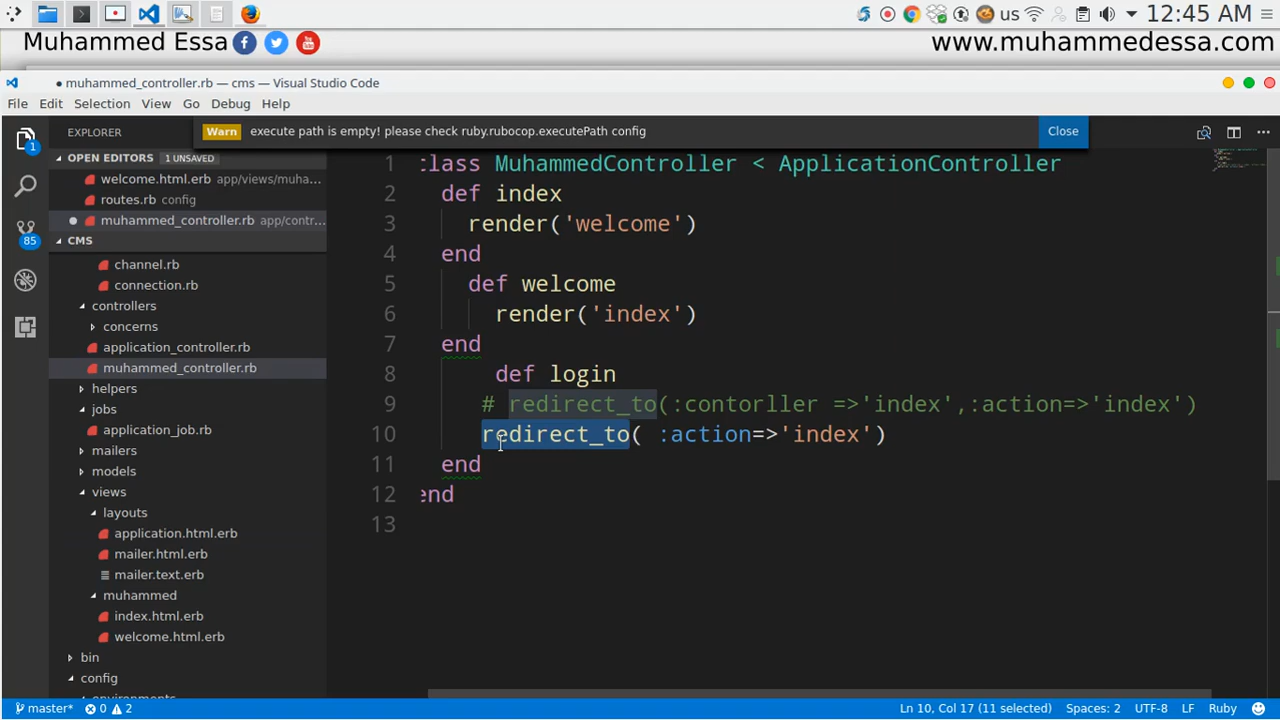 us 12:45 AM
Muhammed Essa www.muhammedessa.com
● muhammed_controller.rb — cms — Visual Studio Code
File Edit Selection View Go Debug Help
EXPLORER Warn execute path is empty! please check ruby.rubocop.executePath config Close
1
OPEN EDITORS 1 UNSAVED
welcome.html.erb app/views/muha...
routes.rb config
muhammed_controller.rb app/contr...
85
CMS
channel.rb
connection.rb
controllers
concerns
application_controller.rb
muhammed_controller.rb
helpers
jobs
application_job.rb
mailers
models
views
layouts
application.html.erb
mailer.html.erb
mailer.text.erb
muhammed
index.html.erb
welcome.html.erb
bin
config
environments
1 class MuhammedController < ApplicationController
2 def index
3 render('welcome')
4 end
5 def welcome
6 render('index')
7 end
8 def login
9 # redirect_to(:contorller =>'index',:action=>'index')
10 redirect_to( :action=>'index')
11 end
12 end
13
master* 0 2 Ln 10, Col 17 (11 selected) Spaces: 2 UTF-8 LF Ruby